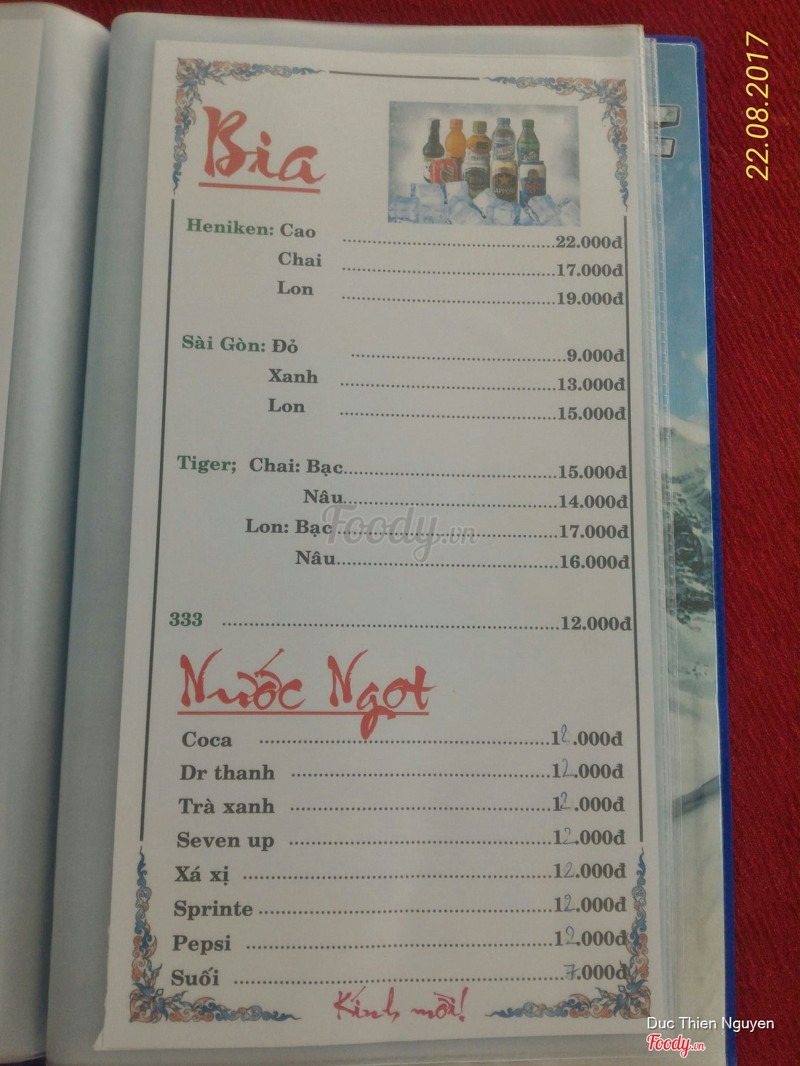 22.08.2017
Bia
Heniken: Cao ..........22.000đ
Chai ..........17.000đ
Lon ..........19.000đ
Sài Gòn: Đỏ ..........9.000đ
Xanh ..........13.000đ
Lon ..........15.000đ
Tiger; Chai: Bạc..........15.000đ
Nâu..........14.000đ
Lon: Bạc ..........17.000đ
Nâu..........16.000đ
Foody.vn
333 ..........12.000đ
Nước Ngọt
Coca ..........12.000đ
Dr thanh ..........12.000đ
Trà xanh ..........12.000đ
Seven up ..........12.000đ
Xá xị ..........12.000đ
Sprinte ..........12.000đ
Pepsi ..........12.000đ
Suối ..........7.000đ
Kính mời!
Duc Thien Nguyen
Foody.vn